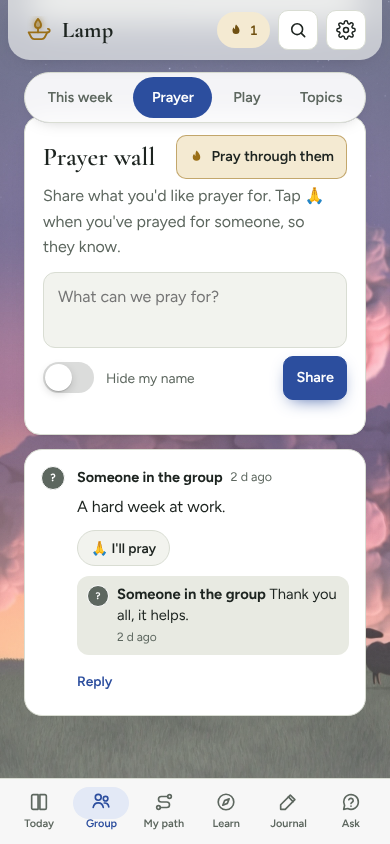 Lamp
1
This week
Prayer
Play
Topics
Prayer wall
Pray through them
Share what you'd like prayer for. Tap 🙏
when you've prayed for someone, so
they know.
What can we pray for?
Hide my name
Share
?
Someone in the group 2 d ago
A hard week at work.
🙏 I'll pray
?
Someone in the group Thank you
all, it helps.
2 d ago
Reply
Today
Group
My path
Learn
Journal
Ask